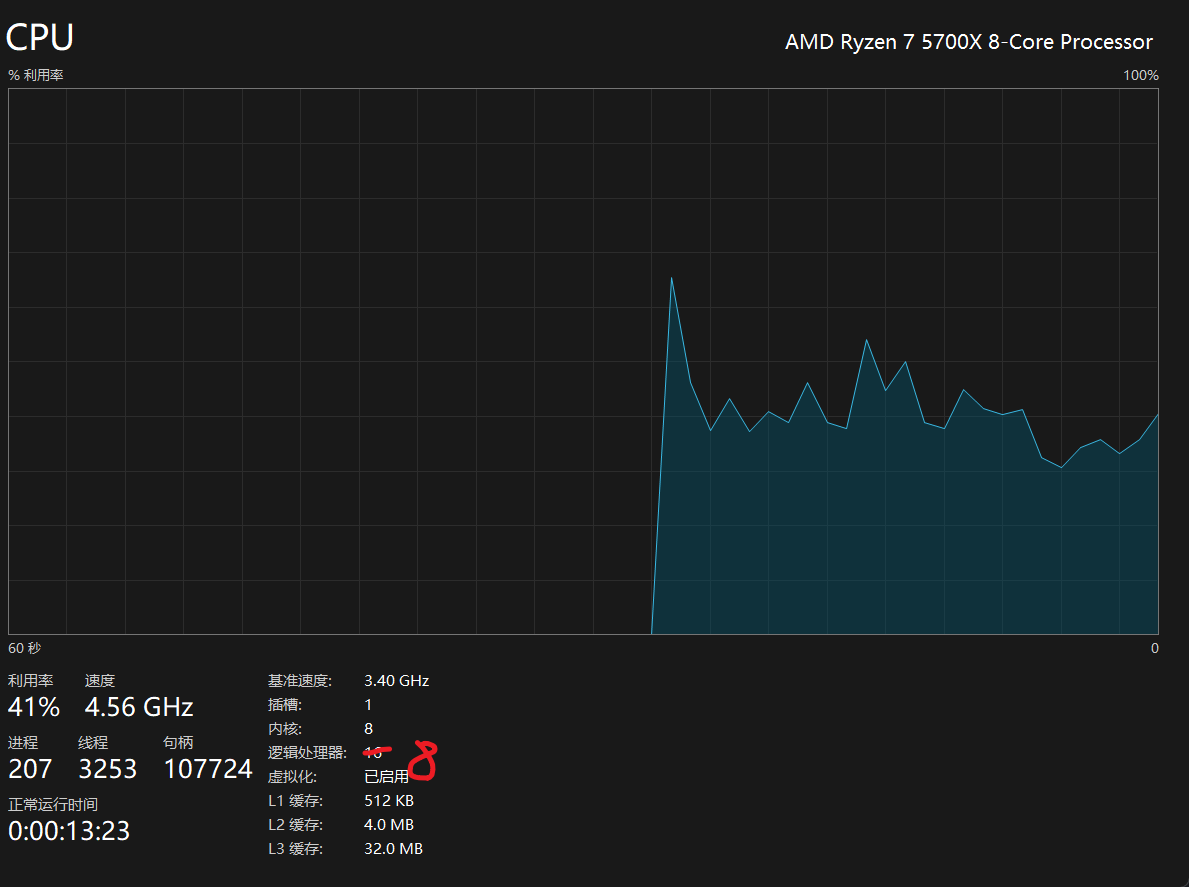 CPU
AMD Ryzen 7 5700X 8-Core Processor
% 利用率
100%
60 秒
0
利用率
速度
41%
4.56 GHz
进程
线程
句柄
207
3253
107724
正常运行时间
0:00:13:23
基准速度:
3.40 GHz
插槽:
1
内核:
8
逻辑处理器:
16
8
虚拟化:
已启用
L1 缓存:
512 KB
L2 缓存:
4.0 MB
L3 缓存:
32.0 MB